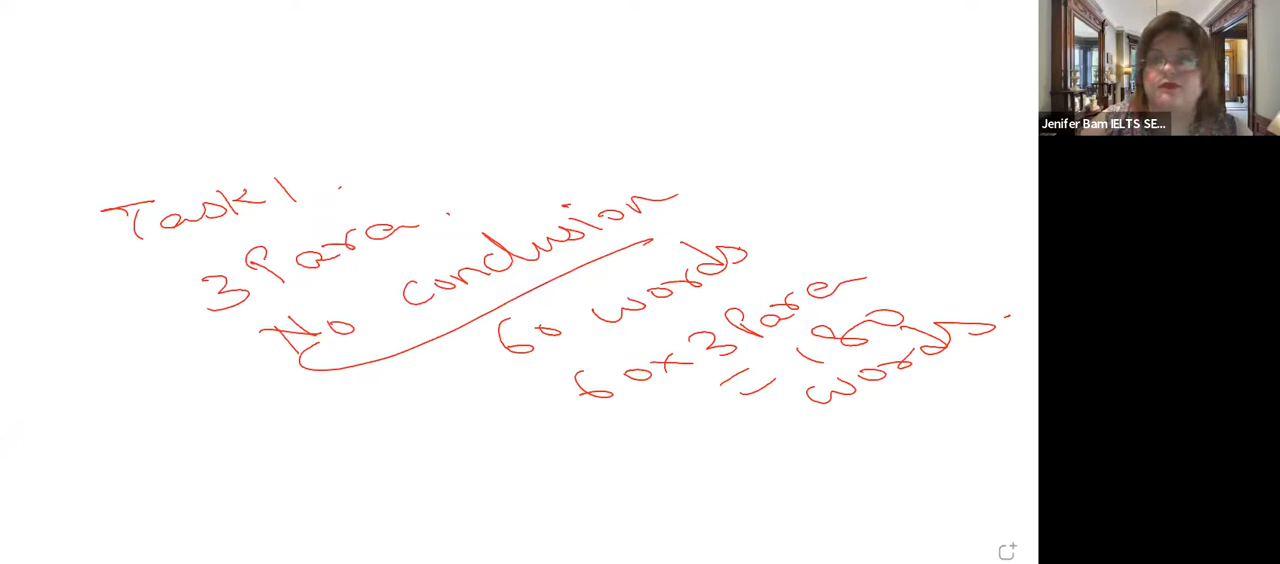 Task 1
3 Para
No conclusion
60 words
60 x 3 Para
= 180
words.
Jenifer Bam IELTS SE...